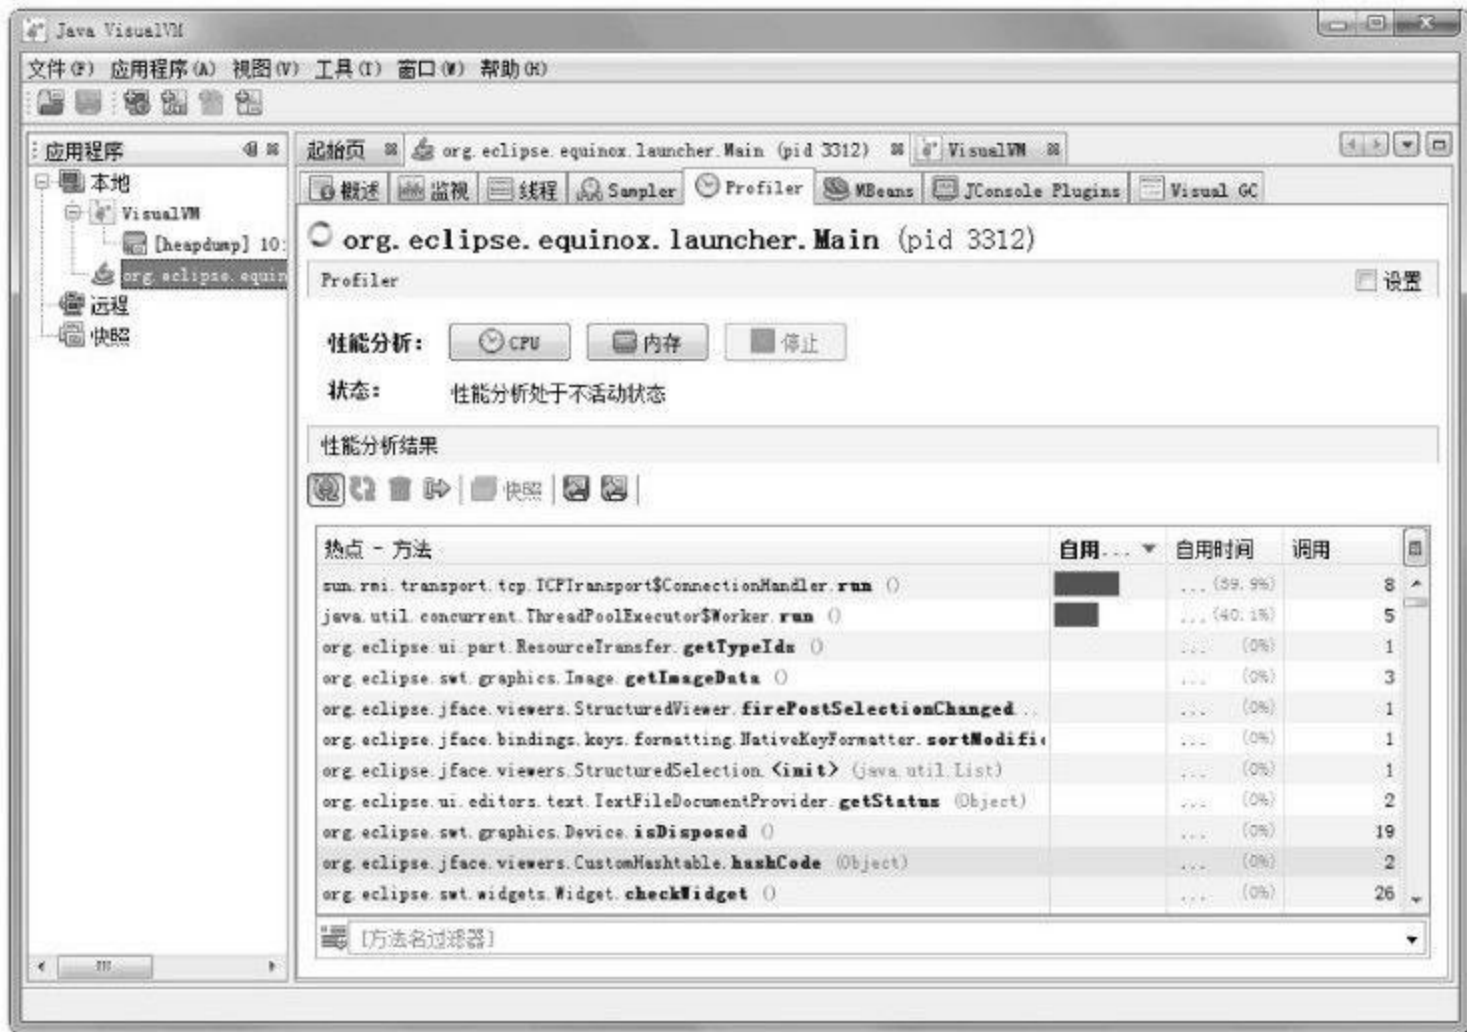 Java VisualVM
文件(F) 应用程序(A) 视图(V) 工具(T) 窗口(W) 帮助(H)
应用程序
本地
VisualVM
[heapdump] 10:
org.eclipse.equin
远程
快照
起始页 org.eclipse.equinox.launcher.Main (pid 3312) VisualVM
概述 监视 线程 Sampler Profiler MBeans JConsole Plugins Visual GC
org.eclipse.equinox.launcher.Main (pid 3312)
Profiler 设置
性能分析: CPU 内存 停止
状态: 性能分析处于不活动状态
性能分析结果
快照
热点 - 方法 自用... 自用时间 调用
sun.rmi.transport.tcp.TCPTransport$ConnectionHandler.run () ... (59.9%) 8
java.util.concurrent.ThreadPoolExecutor$Worker.run () ... (40.1%) 5
org.eclipse.ui.part.ResourceTransfer.getTypeIds () ... (0%) 1
org.eclipse.swt.graphics.Image.getImageData () ... (0%) 3
org.eclipse.jface.viewers.StructuredViewer.firePostSelectionChanged... ... (0%) 1
org.eclipse.jface.bindings.keys.formatting.NativeKeyFormatter.sortModifie ... (0%) 1
org.eclipse.jface.viewers.StructuredSelection.<init> (java.util.List) ... (0%) 1
org.eclipse.ui.editors.text.TextFileDocumentProvider.getStatus (Object) ... (0%) 2
org.eclipse.swt.graphics.Device.isDisposed () ... (0%) 19
org.eclipse.jface.viewers.CustomHashtable.hashCode (Object) ... (0%) 2
org.eclipse.swt.widgets.Widget.checkWidget () ... (0%) 26
[方法名过滤器]